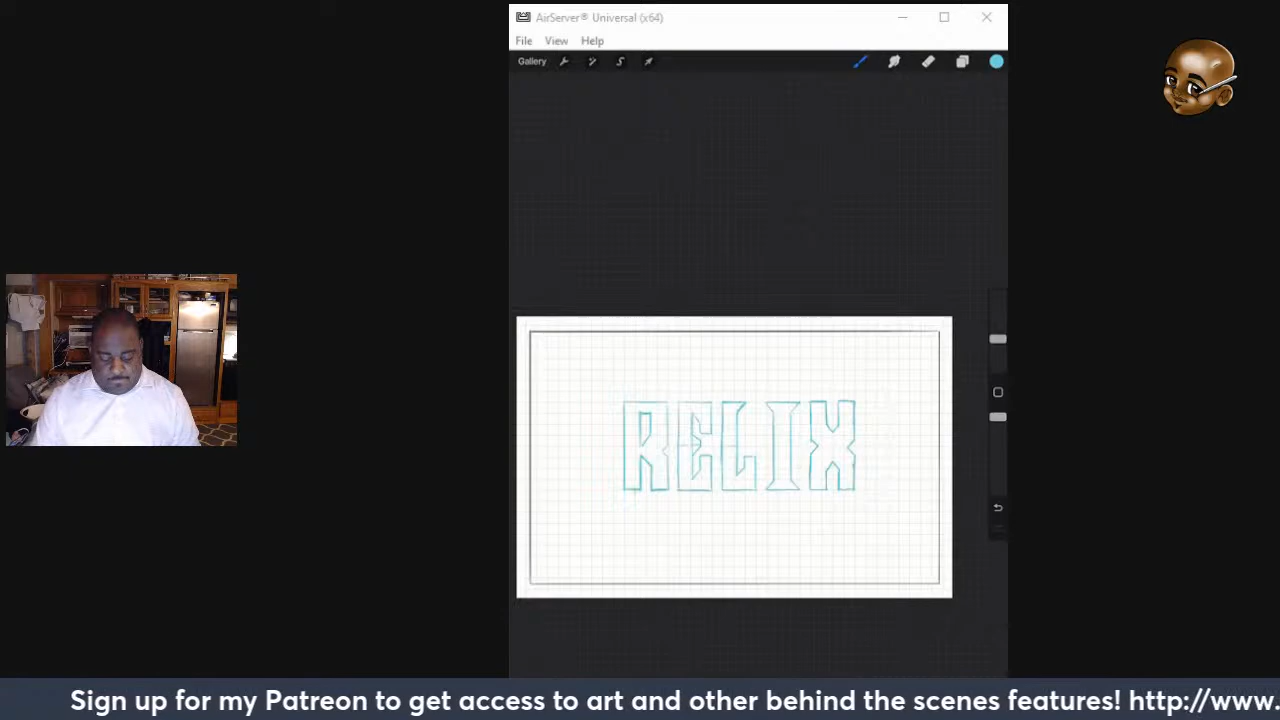 AirServer® Universal (x64)
File View Help
Gallery
RELIX
Sign up for my Patreon to get access to art and other behind the scenes features! http://www.